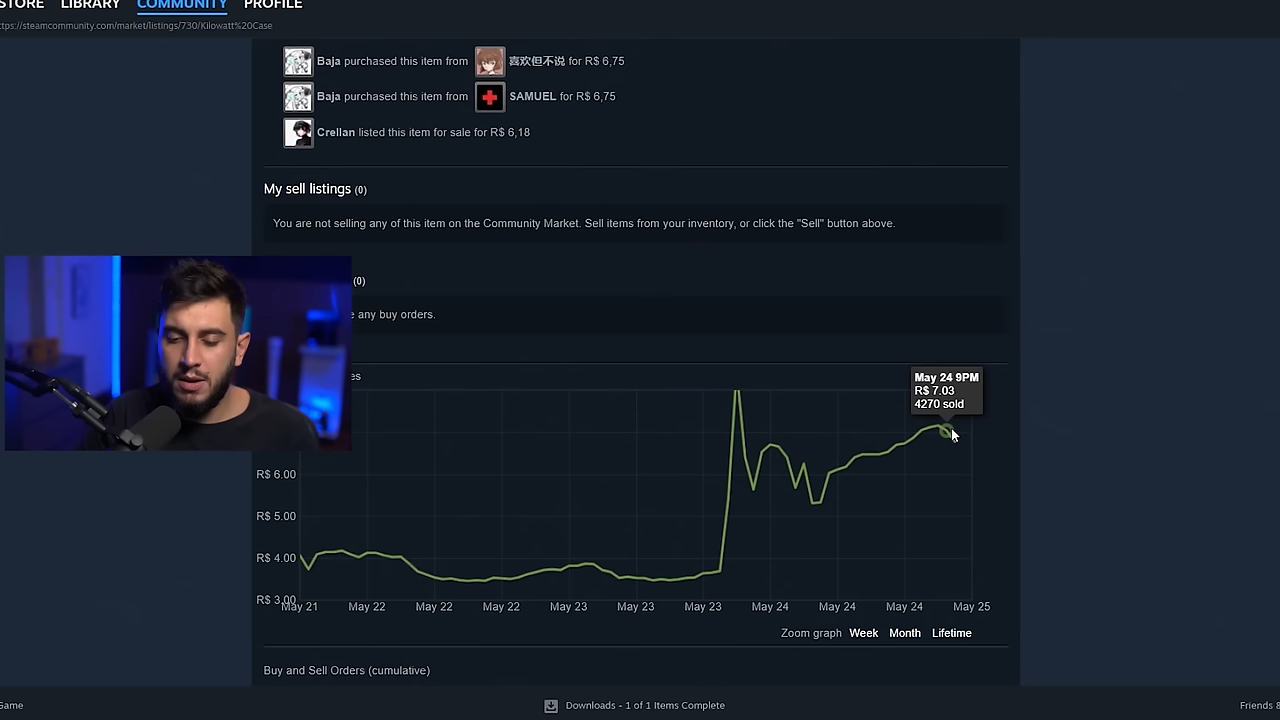 STORE LIBRARY COMMUNITY PROFILE
ttps://steamcommunity.com/market/listings/730/Kilowatt%20Case
Baja purchased this item from 喜欢但不说 for R$ 6,75
Baja purchased this item from SAMUEL for R$ 6,75
Crellan listed this item for sale for R$ 6,18
My sell listings (0)
You are not selling any of this item on the Community Market. Sell items from your inventory, or click the "Sell" button above.
(0)
e any buy orders.
es
May 24 9PM
R$ 7.03
4270 sold
R$ 6.00
R$ 5.00
R$ 4.00
R$ 3.00
May 21 May 22 May 22 May 22 May 23 May 23 May 23 May 24 May 24 May 24 May 25
Zoom graph Week Month Lifetime
Buy and Sell Orders (cumulative)
Game Downloads - 1 of 1 Items Complete Friends &